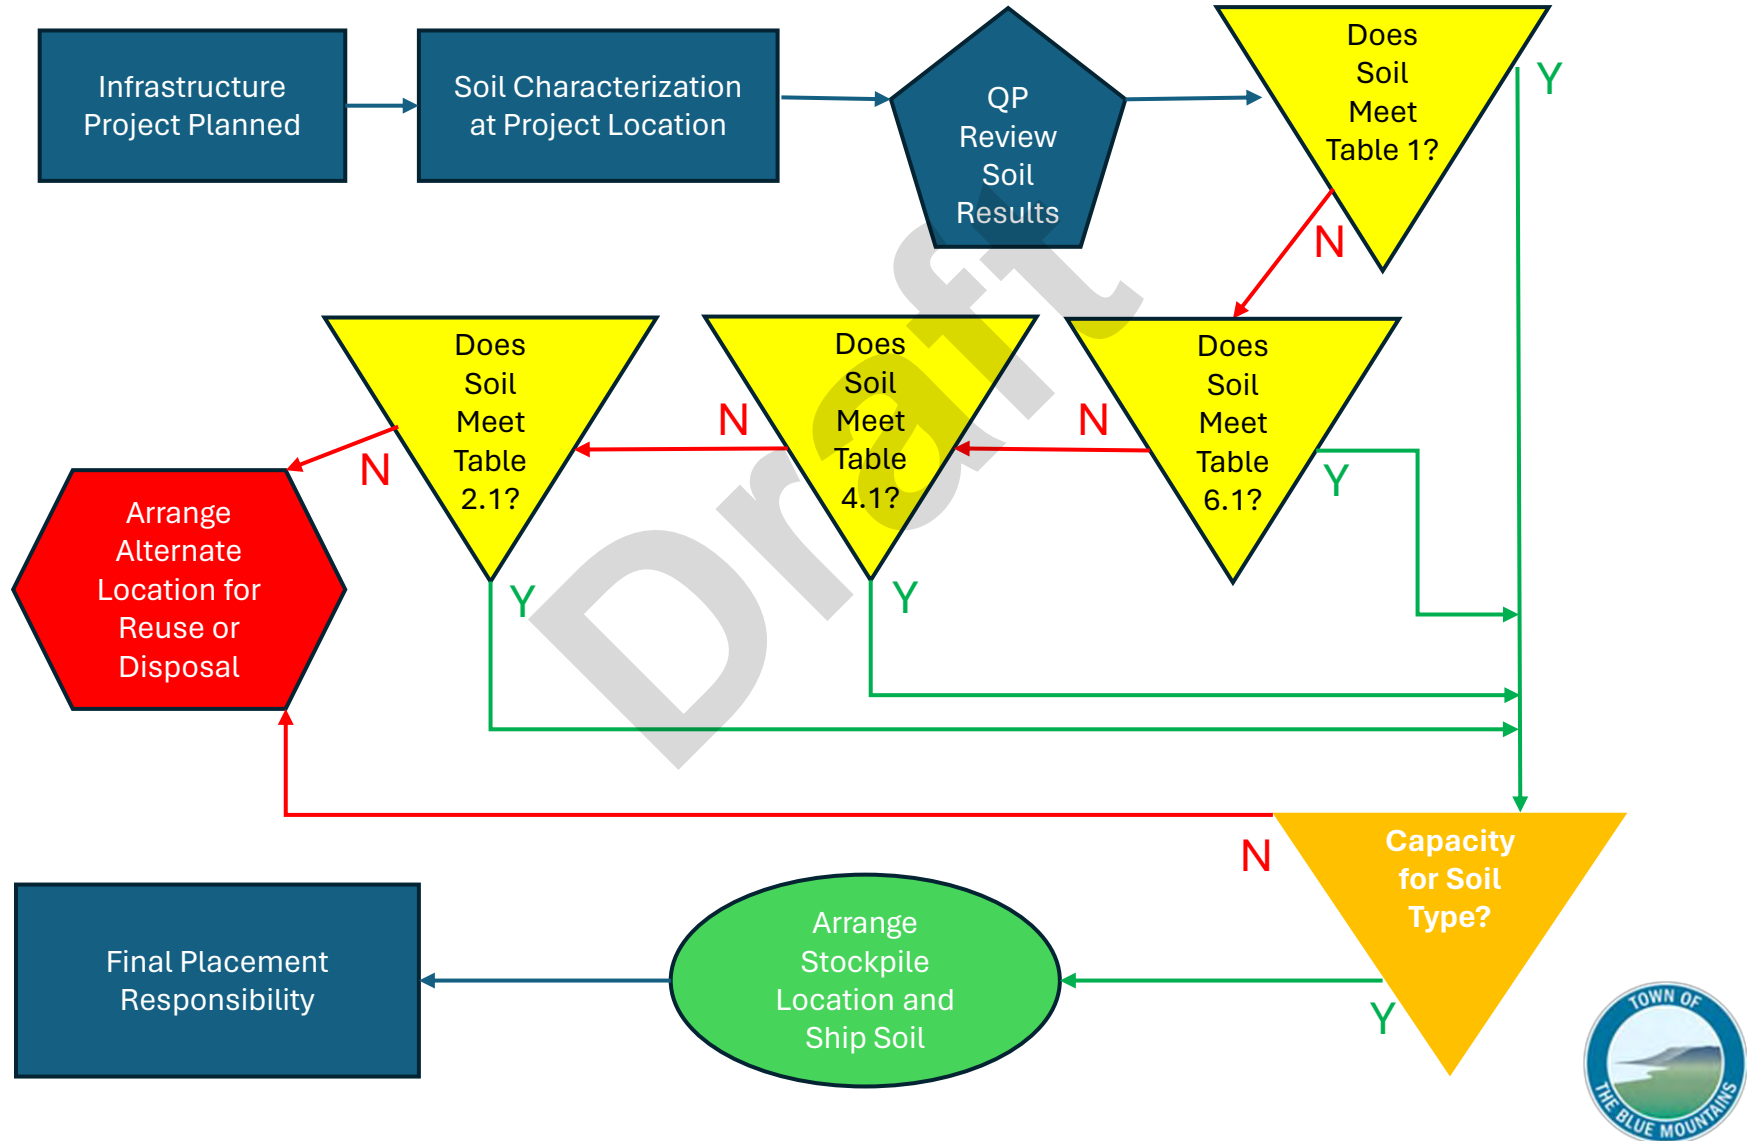 Infrastructure
Project Planned
Soil Characterization
at Project Location
QP
Review
Soil
Results
Does
Soil
Meet
Table 1?
Y
N
Does
Soil
Meet
Table
2.1?
N
Y
Does
Soil
Meet
Table
4.1?
N
Y
Does
Soil
Meet
Table
6.1?
N
Y
Arrange
Alternate
Location for
Reuse or
Disposal
Draft
Capacity
for Soil
Type?
N
Y
Arrange
Stockpile
Location and
Ship Soil
Final Placement
Responsibility
TOWN OF
THE BLUE MOUNTAINS